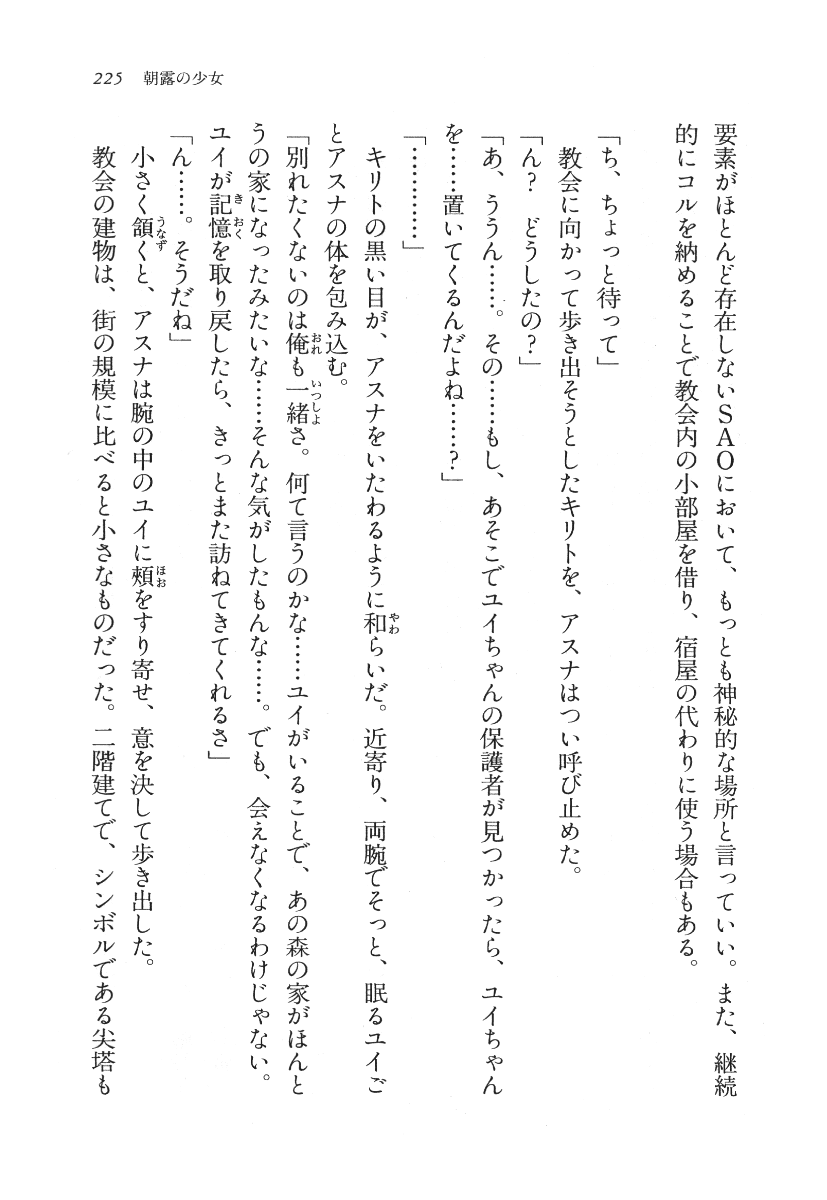 225 朝露の少女
要素がほとんど存在しないSAOにおいて、もっとも神秘的な場所と言っていい。また、継続
的にコルを納めることで教会内の小部屋を借り、宿屋の代わりに使う場合もある。
「ち、ちょっと待って」
教会に向かって歩き出そうとしたキリトを、アスナはつい呼び止めた。
「ん？　どうしたの？」
「あ、ううん……。その……もし、あそこでユイちゃんの保護者が見つかったら、ユイちゃん
を……置いてくるんだよね……？」
「…………」
キリトの黒い目が、アスナをいたわるように和らいだ。近寄り、両腕でそっと、眠るユイご
とアスナの体を包み込む。
「別れたくないのは俺も一緒さ。何て言うのかな……ユイがいることで、あの森の家がほんと
うの家になったみたいな……そんな気がしたもんな……。でも、会えなくなるわけじゃない。
ユイが記憶を取り戻したら、きっとまた訪ねてきてくれるさ」
「ん……。そうだね」
小さく頷くと、アスナは腕の中のユイに頬をすり寄せ、意を決して歩き出した。
教会の建物は、街の規模に比べると小さなものだった。二階建てで、シンボルである尖塔も